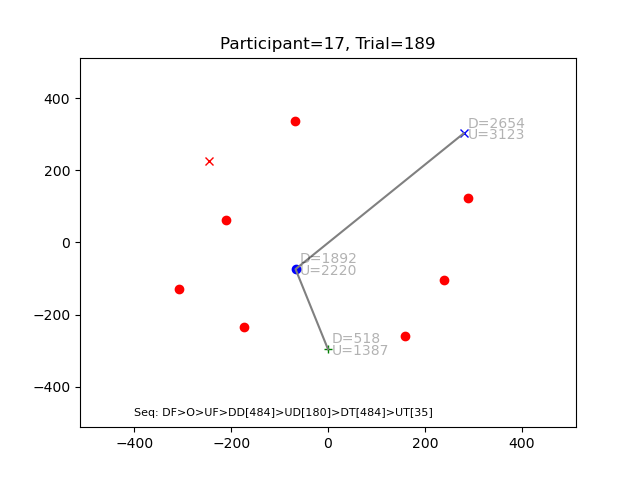 Participant=17, Trial=189
400
200
0
−200
−400
D=2654
U=3123
D=1892
U=2220
D=518
U=1387
Seq: DF>O>UF>DD[484]>UD[180]>DT[484]>UT[35]
−400 −200 0 200 400